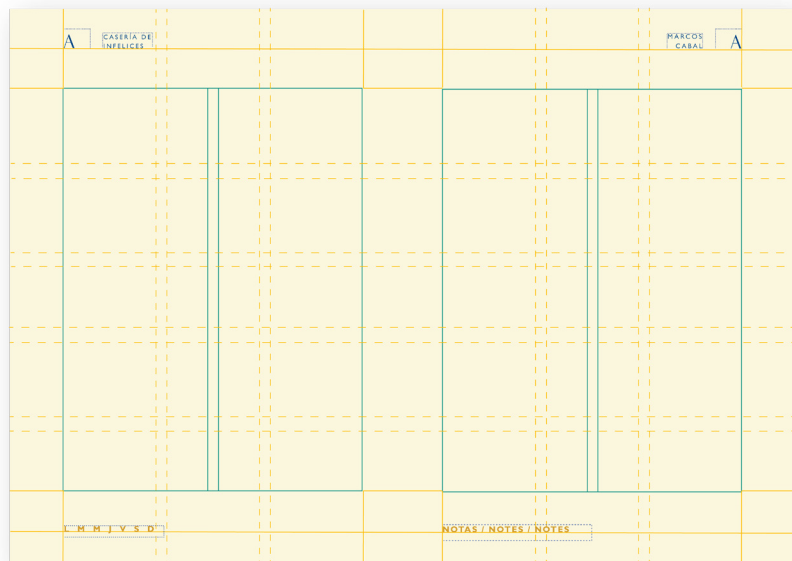 A
CASERÍA DE
INFELICES
MARCOS
CABAL
A
L M M J V S D
NOTAS / NOTES / NOTES